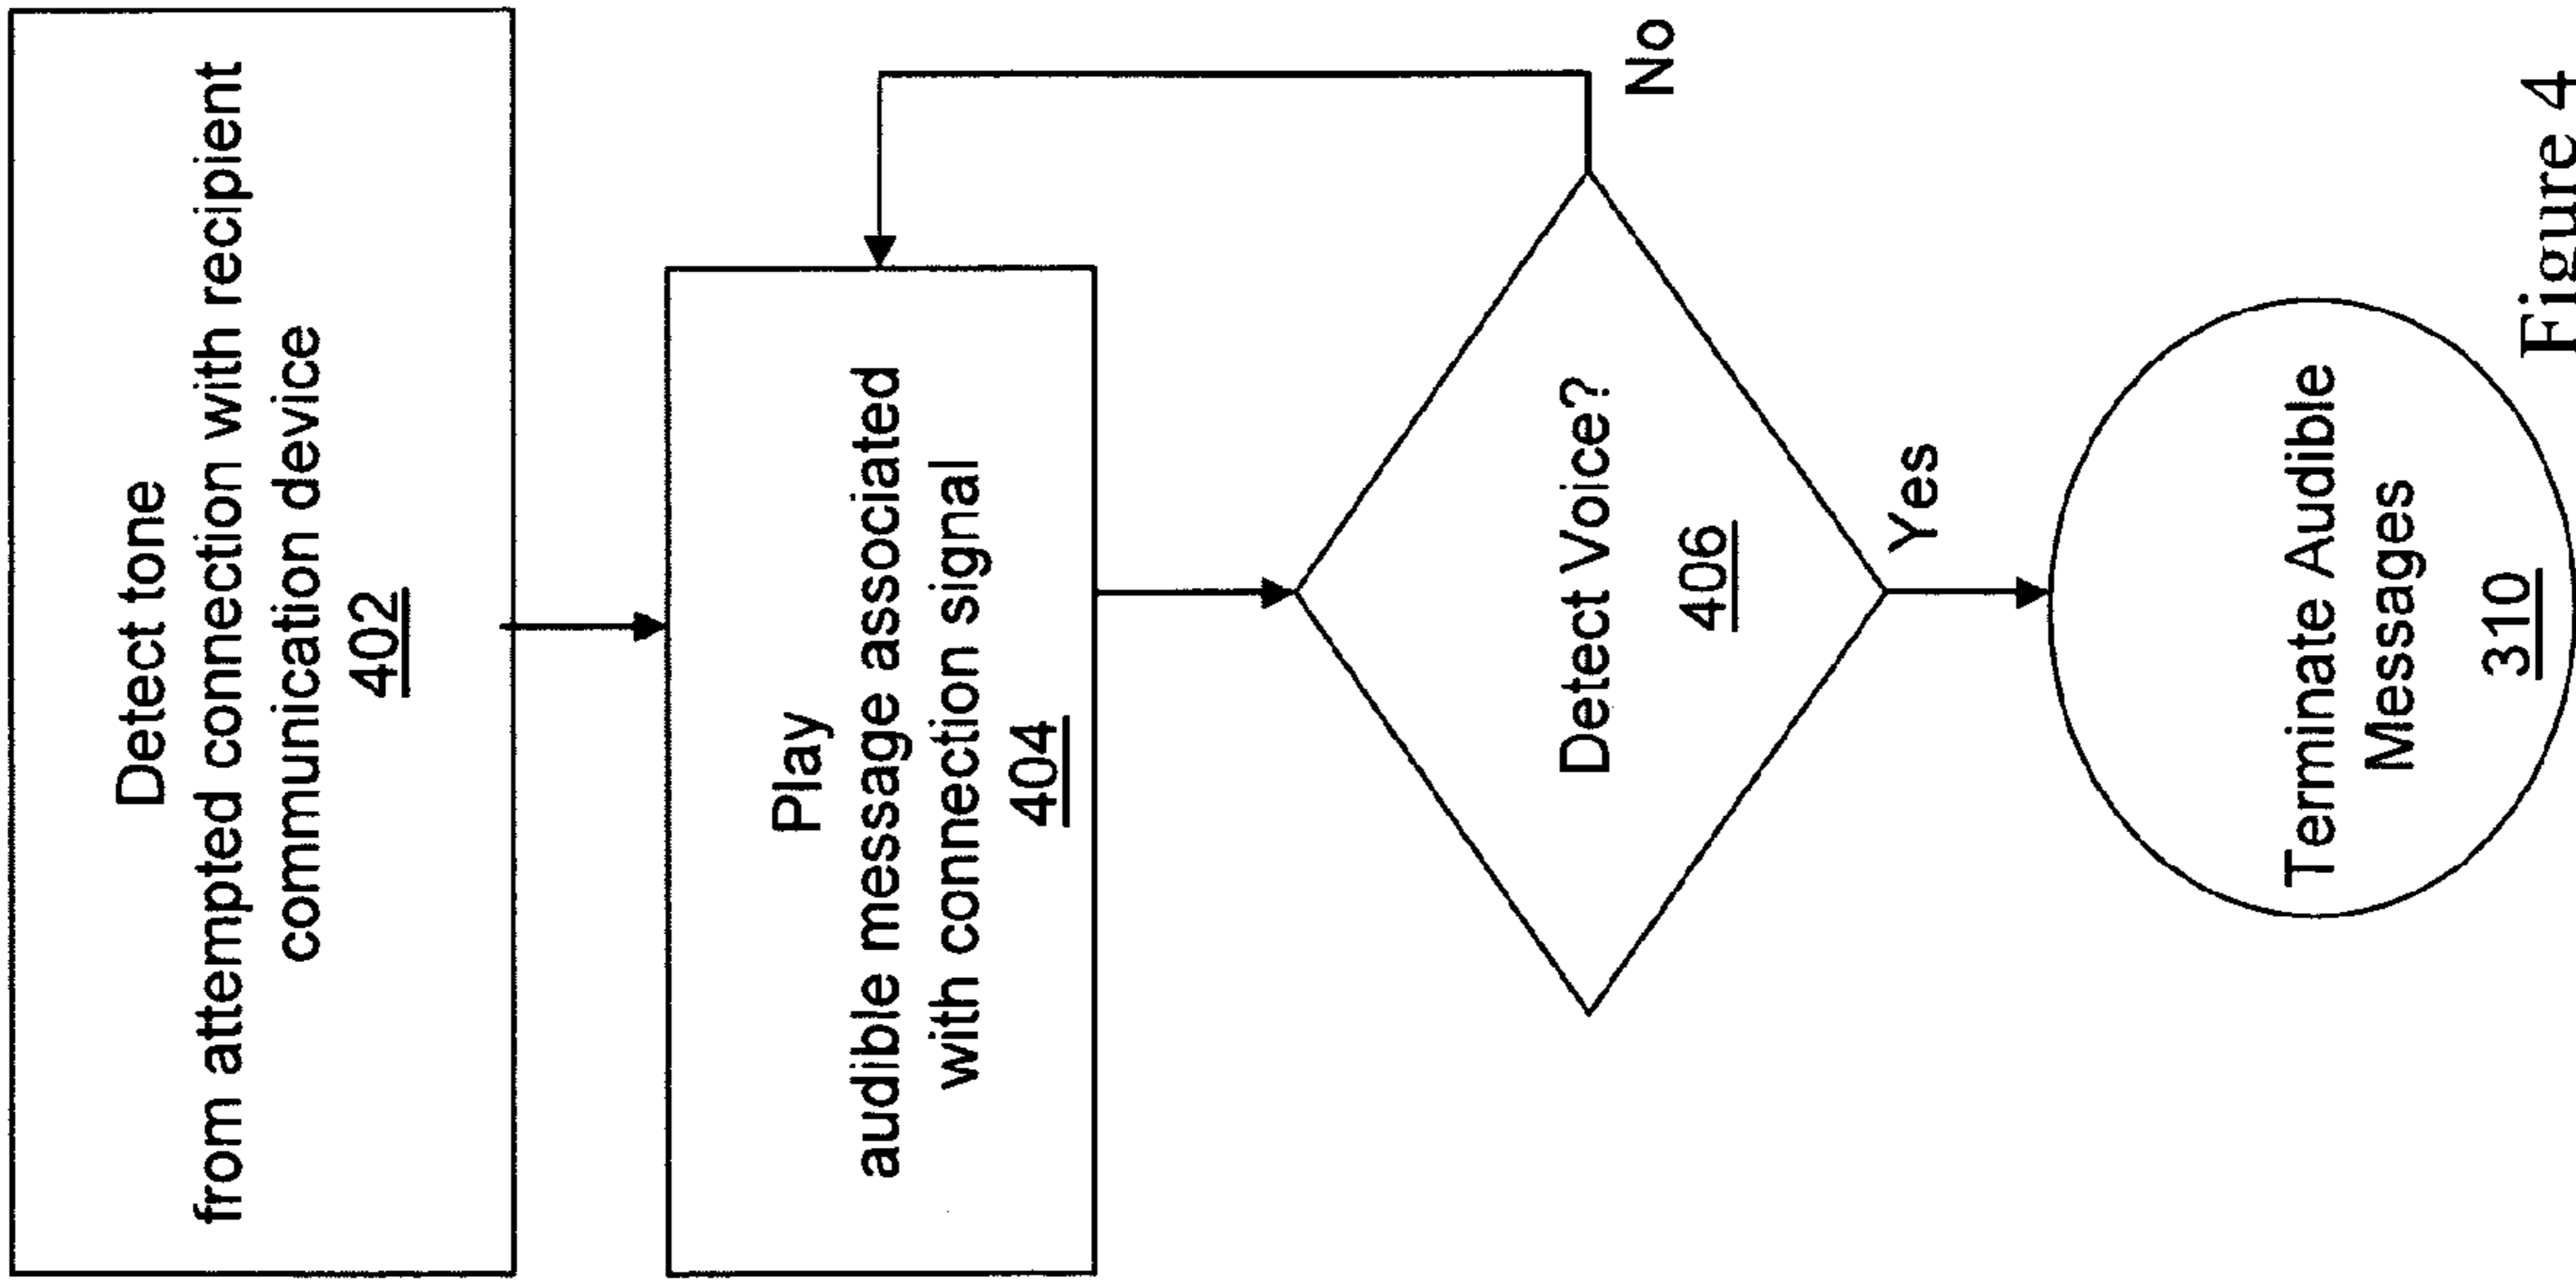 Detect tone
from attempted connection with recipient
communication device
402
Play
audible message associated
with connection signal
404
No
Detect Voice?
406
Yes
Terminate Audible
Messages
310
Figure 4